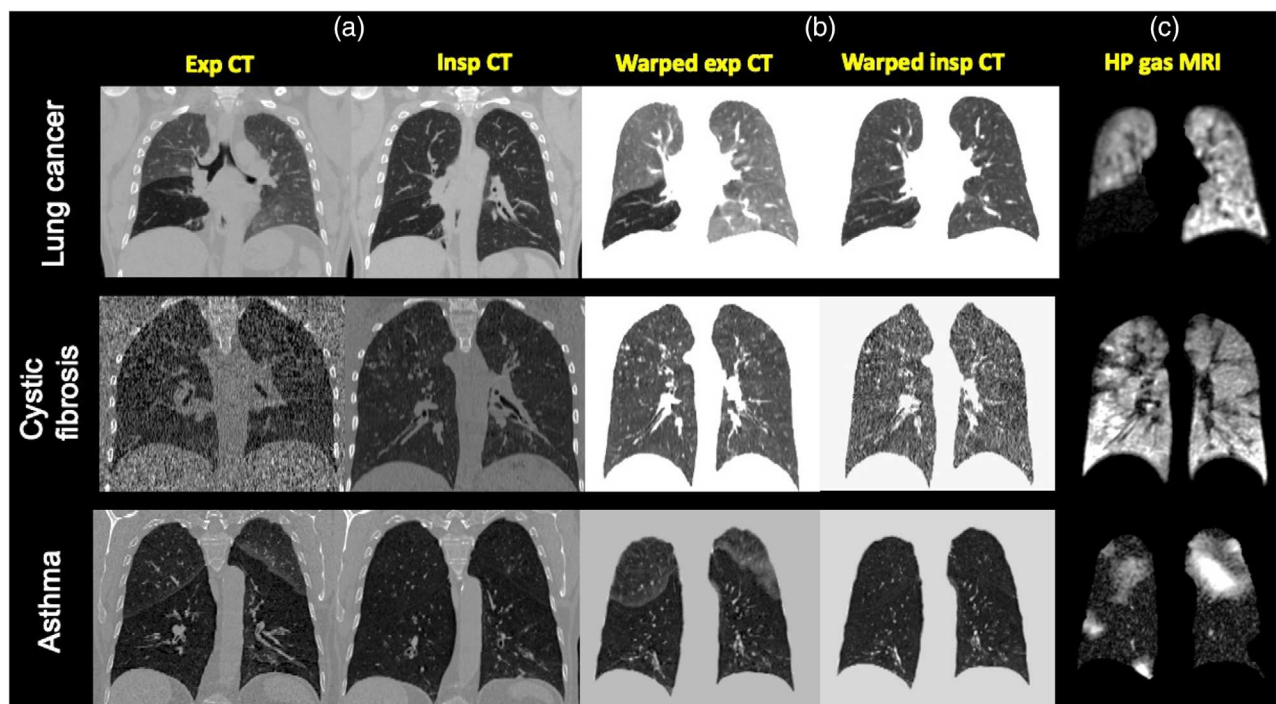 (a) (b) (c)
Exp CT Insp CT Warped exp CT Warped insp CT HP gas MRI
Lung cancer
Cystic
fibrosis
Asthma